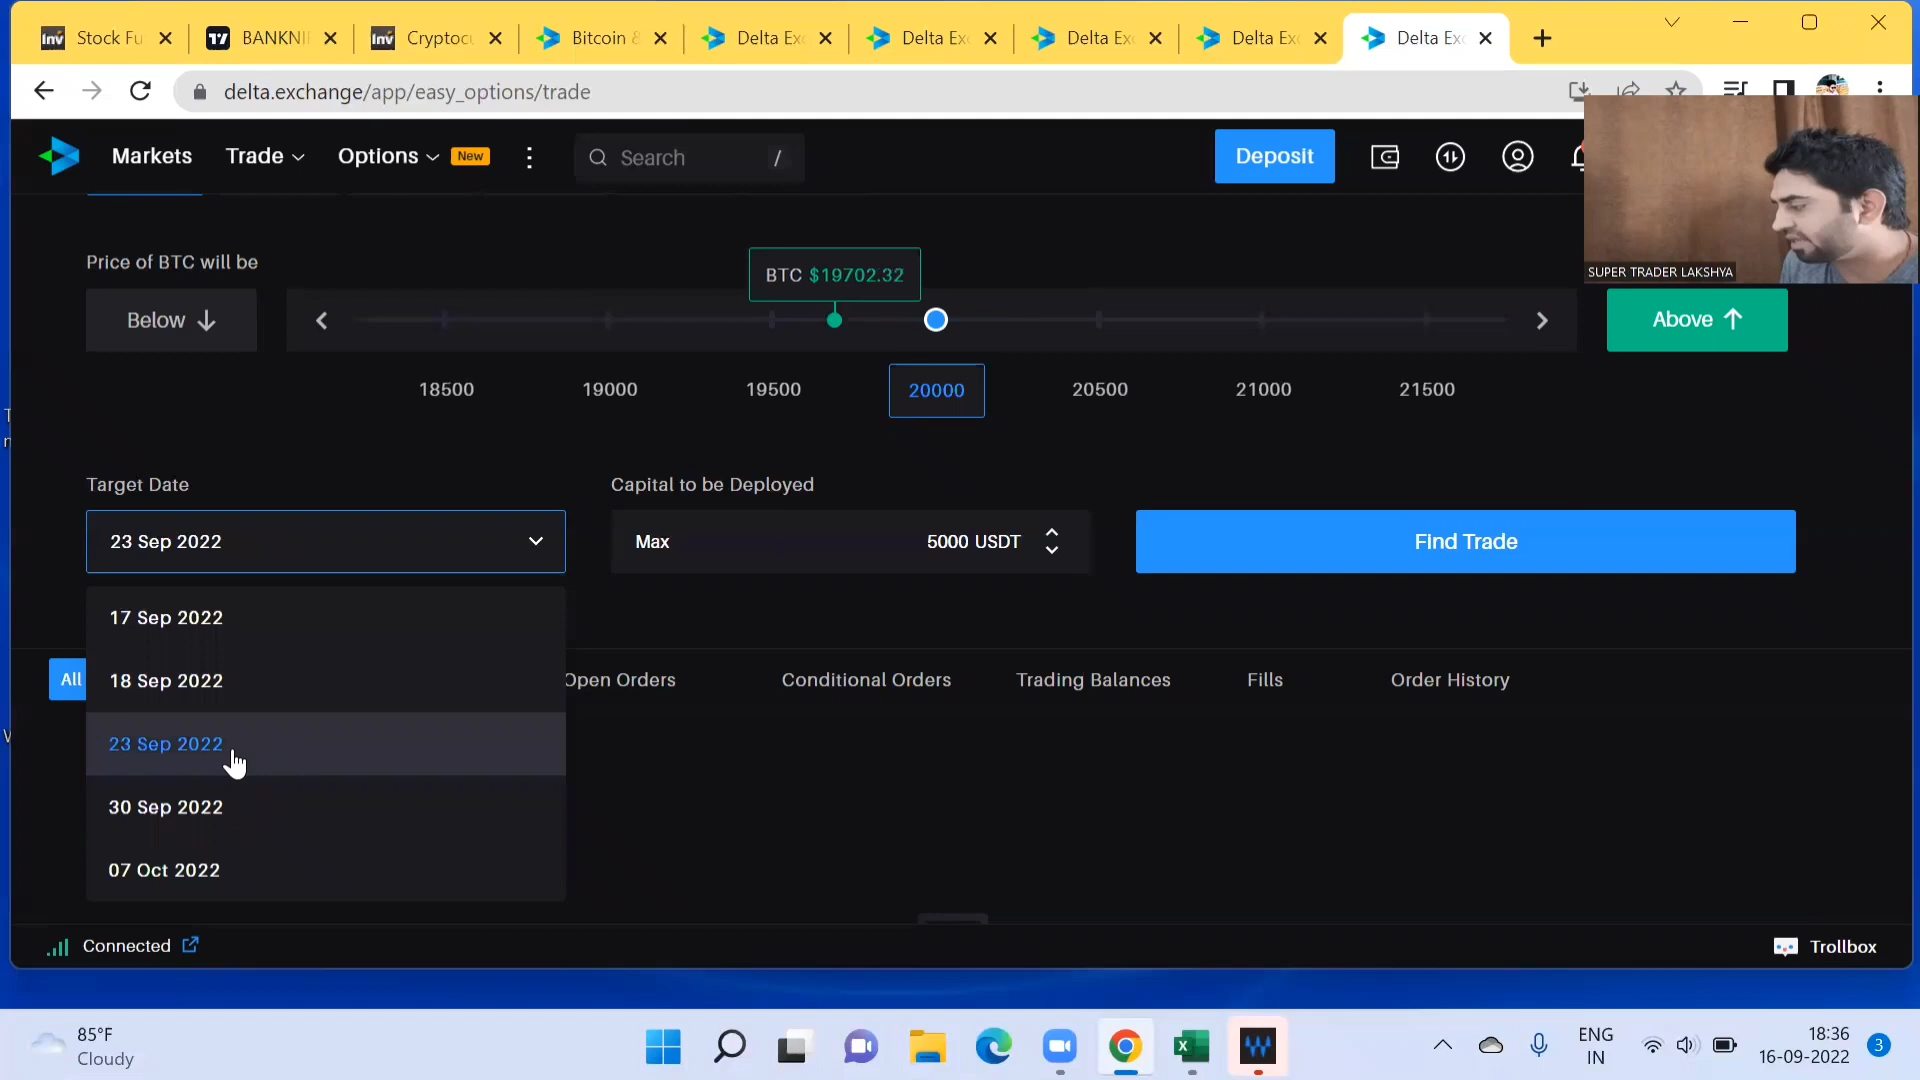 Stock Fu
BANKNI
Cryptocu
Bitcoin &
Delta Ex
Delta Ex
Delta Ex
Delta Ex
Delta Ex
delta.exchange/app/easy_options/trade
Markets
Trade
Options
New
Search
/
Deposit
SUPER TRADER LAKSHYA
Price of BTC will be
BTC $19702.32
Below
Above
18500
19000
19500
20000
20500
21000
21500
Target Date
Capital to be Deployed
23 Sep 2022
Max
5000 USDT
Find Trade
17 Sep 2022
18 Sep 2022
23 Sep 2022
30 Sep 2022
07 Oct 2022
All
Open Orders
Conditional Orders
Trading Balances
Fills
Order History
Connected
Trollbox
85°F
Cloudy
ENG
IN
18:36
16-09-2022
3